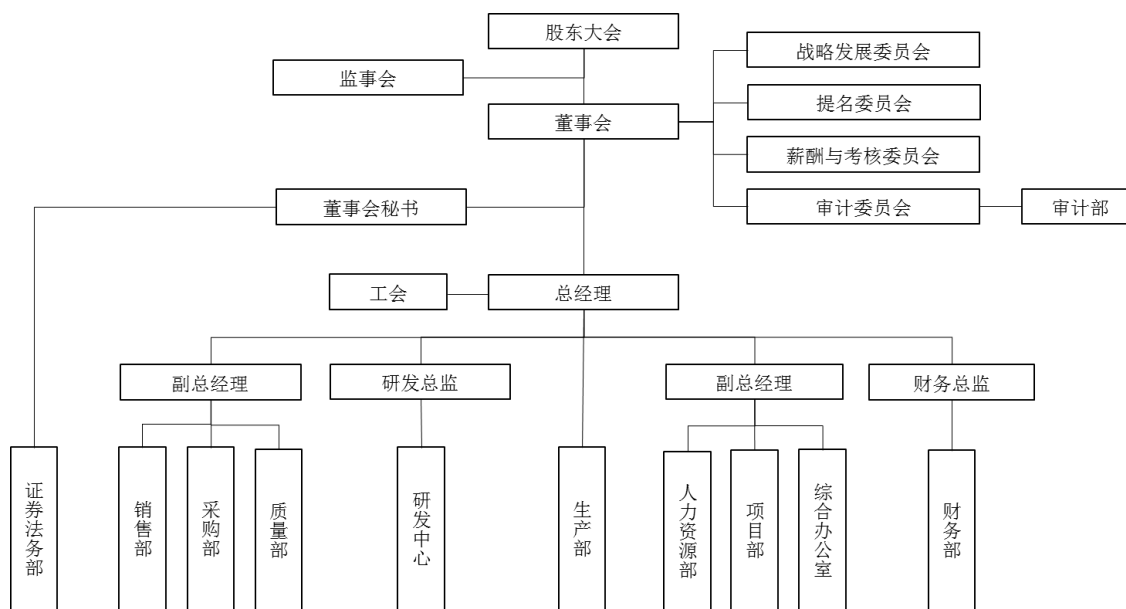 股东大会
战略发展委员会
监事会
提名委员会
董事会
薪酬与考核委员会
董事会秘书
审计委员会
审计部
工会
总经理
副总经理
研发总监
副总经理
财务总监
证券法务部
销售部
采购部
质量部
研发中心
生产部
人力资源部
项目部
综合办公室
财务部